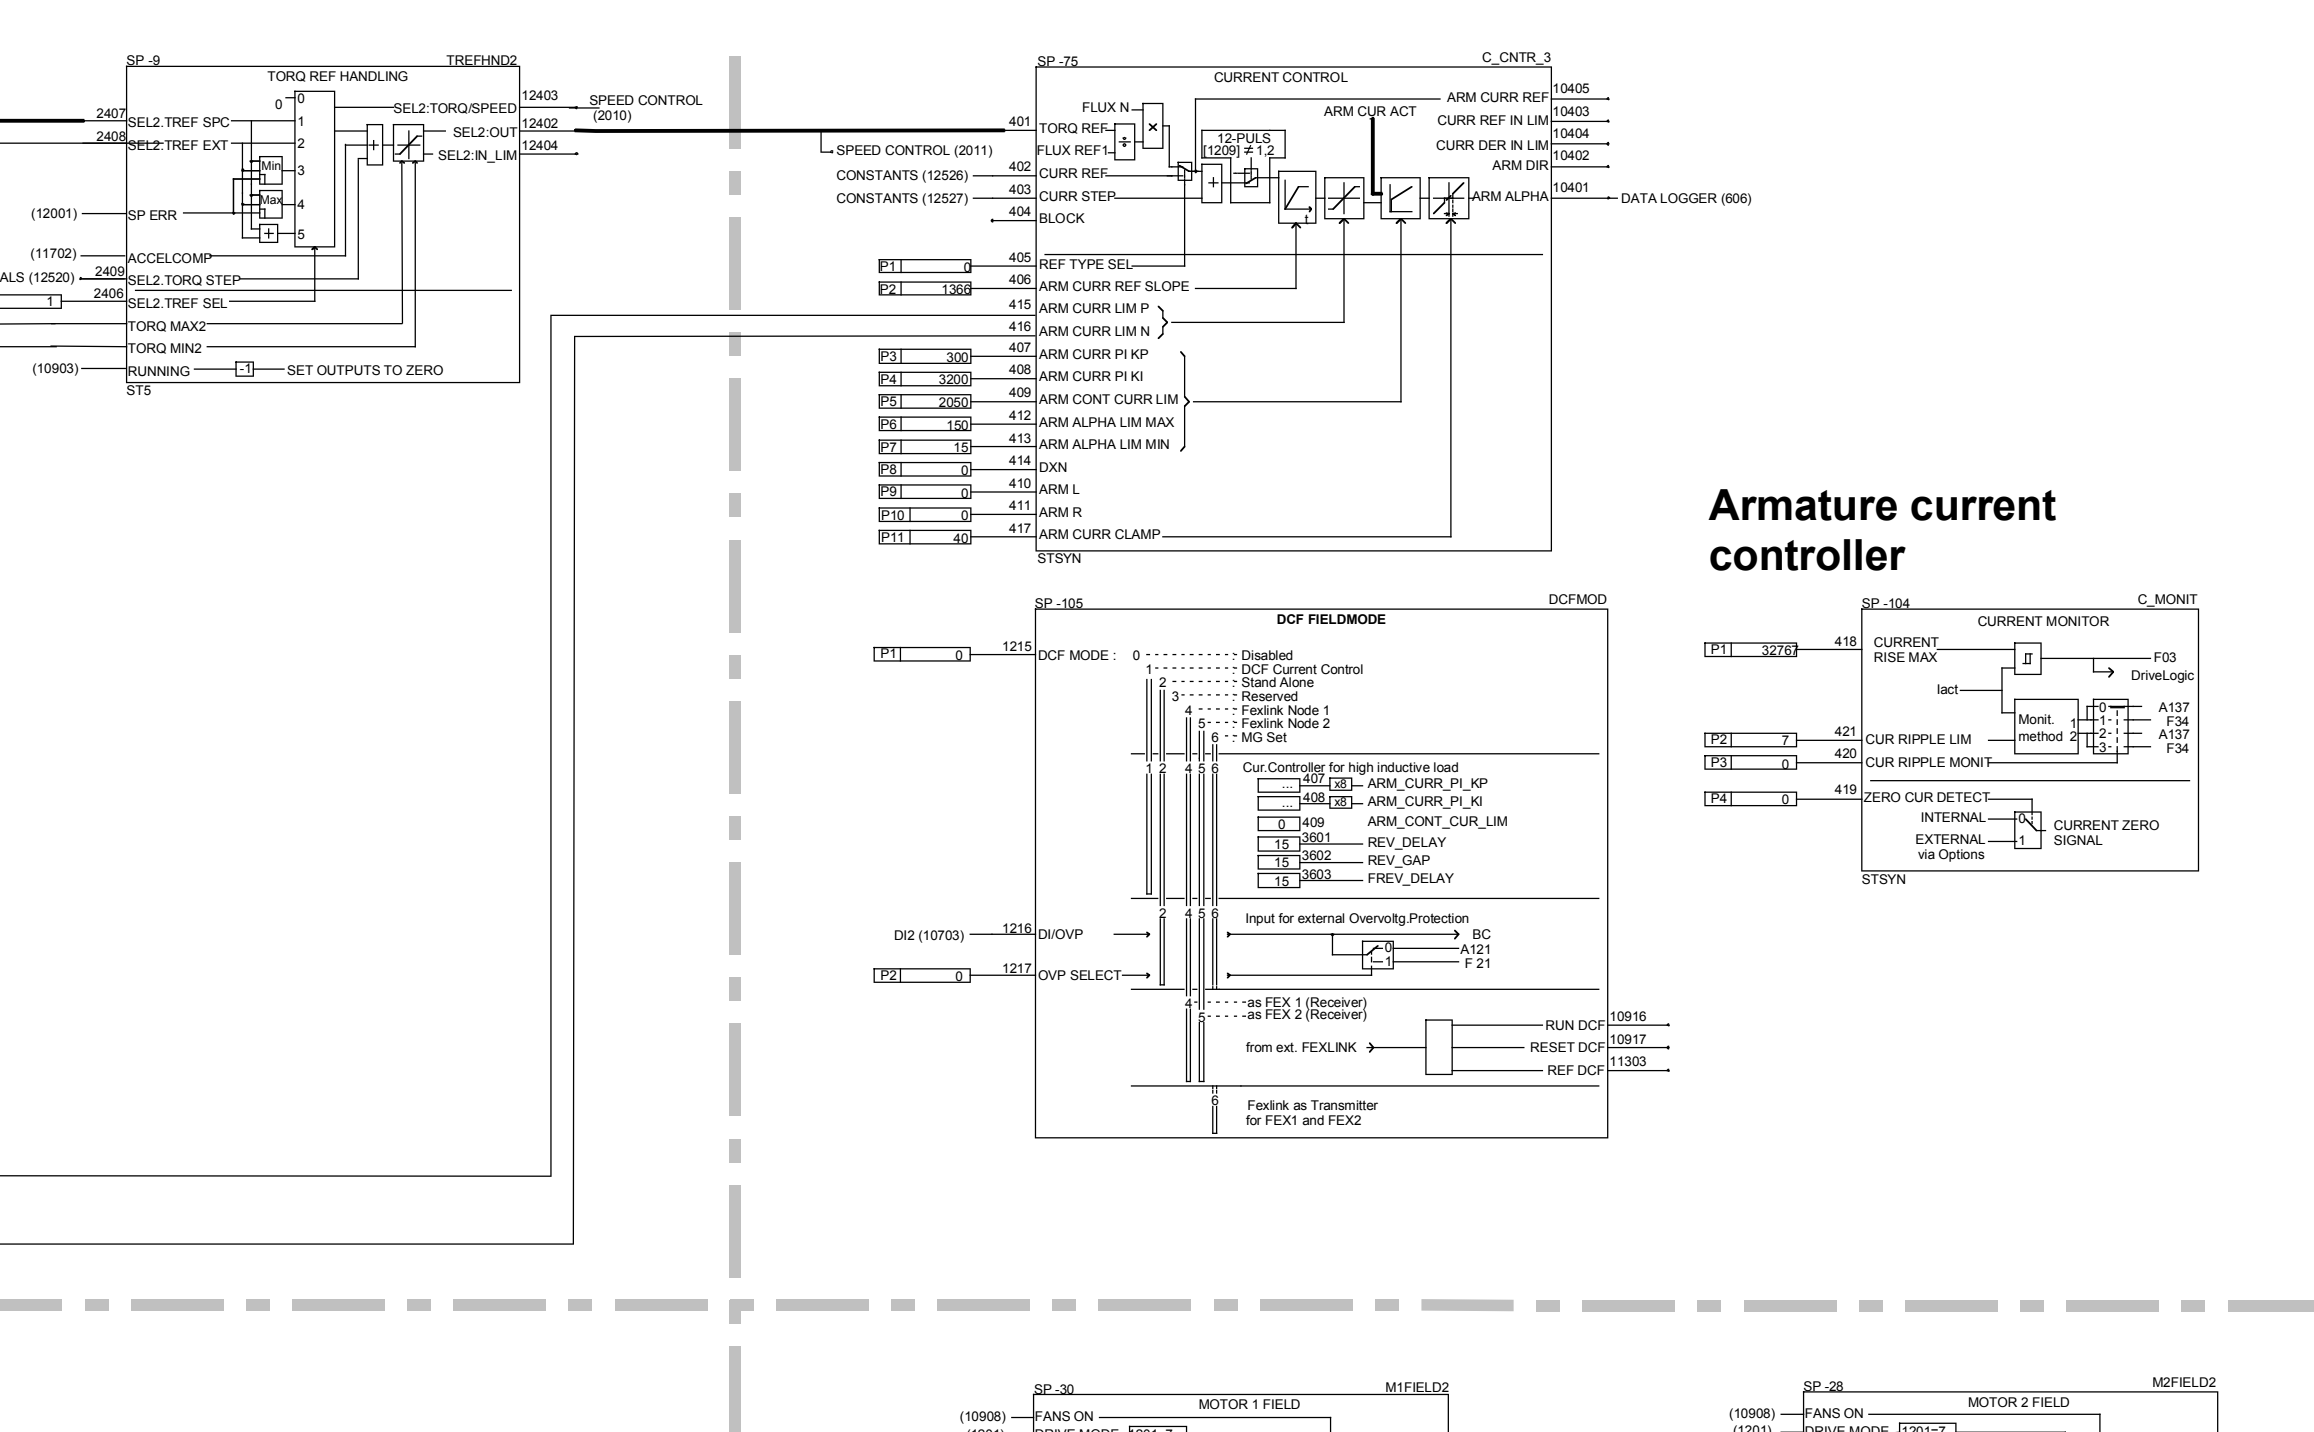 SP -9
TREFHND2
TORQ REF HANDLING
0
0
1
2
3
4
5
Min
Max
+
+
2407
SEL2.TREF SPC
2408
SEL2:TREF EXT
(12001)
SP ERR
(11702)
ACCELCOMP
ALS (12520)
2409
SEL2.TORQ STEP
1
2406
SEL2.TREF SEL
TORQ MAX2
TORQ MIN2
(10903)
RUNNING
-1
SET OUTPUTS TO ZERO
ST5
SEL2:TORQ/SPEED
12403
SPEED CONTROL
(2010)
SEL2:OUT
12402
SEL2:IN_LIM
12404
SP -75
C_CNTR_3
CURRENT CONTROL
FLUX N
×
401
TORQ REF
÷
FLUX REF1
SPEED CONTROL (2011)
12-PULS
[1209] ≠ 1,2
ARM CUR ACT
CONSTANTS (12526)
402
CURR REF
+
t
CONSTANTS (12527)
403
CURR STEP
404
BLOCK
ARM CURR REF
10405
CURR REF IN LIM
10403
CURR DER IN LIM
10404
ARM DIR
10402
ARM ALPHA
10401
DATA LOGGER (606)
P1
0
405
REF TYPE SEL
P2
1366
406
ARM CURR REF SLOPE
415
ARM CURR LIM P
416
ARM CURR LIM N
P3
300
407
ARM CURR PI KP
P4
3200
408
ARM CURR PI KI
P5
2050
409
ARM CONT CURR LIM
P6
150
412
ARM ALPHA LIM MAX
P7
15
413
ARM ALPHA LIM MIN
P8
0
414
DXN
P9
0
410
ARM L
P10
0
411
ARM R
P11
40
417
ARM CURR CLAMP
STSYN
Armature current
controller
SP -105
DCFMOD
DCF FIELDMODE
P1
0
1215
DCF MODE :
0 : Disabled
1 : DCF Current Control
2 : Stand Alone
3 : Reserved
4 : Fexlink Node 1
5 : Fexlink Node 2
6 : MG Set
1 2 4 5 6
Cur.Controller for high inductive load
... 407 x8 ARM_CURR_PI_KP
... 408 x8 ARM_CURR_PI_KI
0 409 ARM_CONT_CUR_LIM
15 3601 REV_DELAY
15 3602 REV_GAP
15 3603 FREV_DELAY
2 4 5 6
Input for external Overvoltg.Protection
DI2 (10703)
1216
DI/OVP
BC
0
A121
1
F 21
P2
0
1217
OVP SELECT
4 as FEX 1 (Receiver)
5 as FEX 2 (Receiver)
from ext. FEXLINK
RUN DCF
10916
RESET DCF
10917
REF DCF
11303
6
Fexlink as Transmitter
for FEX1 and FEX2
SP -104
C_MONIT
CURRENT MONITOR
P1
32767
418
CURRENT
RISE MAX
F03
DriveLogic
Iact
Monit.
method
1
2
0
1
2
3
A137
F34
A137
F34
P2
7
421
CUR RIPPLE LIM
P3
0
420
CUR RIPPLE MONIT
P4
0
419
ZERO CUR DETECT
INTERNAL
0
EXTERNAL
1
via Options
CURRENT ZERO
SIGNAL
STSYN
SP -30
M1FIELD2
MOTOR 1 FIELD
(10908)
FANS ON
(1201)
DRIVE MODE
1201=7
SP -28
M2FIELD2
MOTOR 2 FIELD
(10908)
FANS ON
(1201)
DRIVE MODE
1201=7